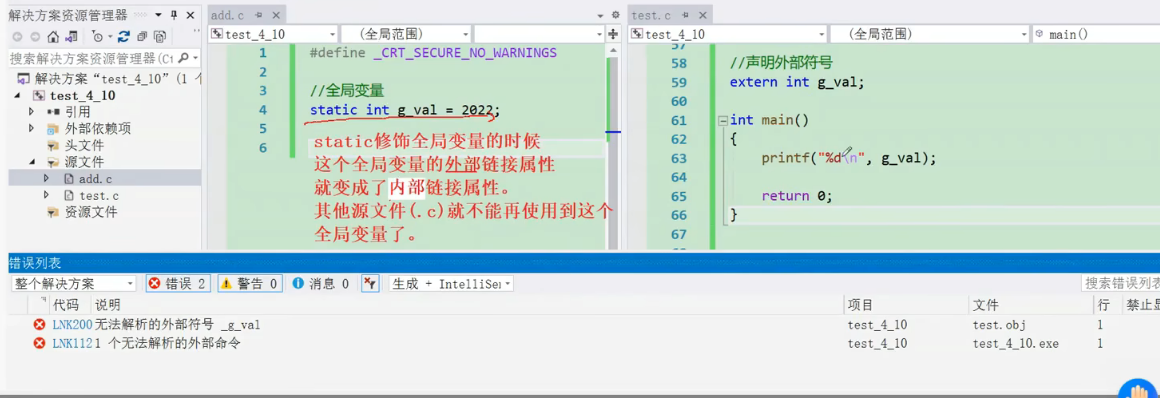 解决方案资源管理器
搜索解决方案资源管理器(C
解决方案“test_4_10”(1 个
test_4_10
引用
外部依赖项
头文件
源文件
add.c
test.c
资源文件
add.c
test_4_10
(全局范围)
1 #define _CRT_SECURE_NO_WARNINGS
2
3 //全局变量
4 static int g_val = 2022;
5
6
static修饰全局变量的时候
这个全局变量的外部链接属性
就变成了内部链接属性。
其他源文件(.c)就不能再使用到这个
全局变量了。
test.c
test_4_10
(全局范围)
main()
57
58 //声明外部符号
59 extern int g_val;
60
61 int main()
62 {
63 printf("%d\n", g_val);
64
65 return 0;
66 }
67
错误列表
整个解决方案
错误 2
警告 0
消息 0
生成 + IntelliSe
搜索错误列表
代码 说明 项目 文件 行 禁止显
LNK200 无法解析的外部符号 _g_val test_4_10 test.obj 1
LNK112 1 个无法解析的外部命令 test_4_10 test_4_10.exe 1